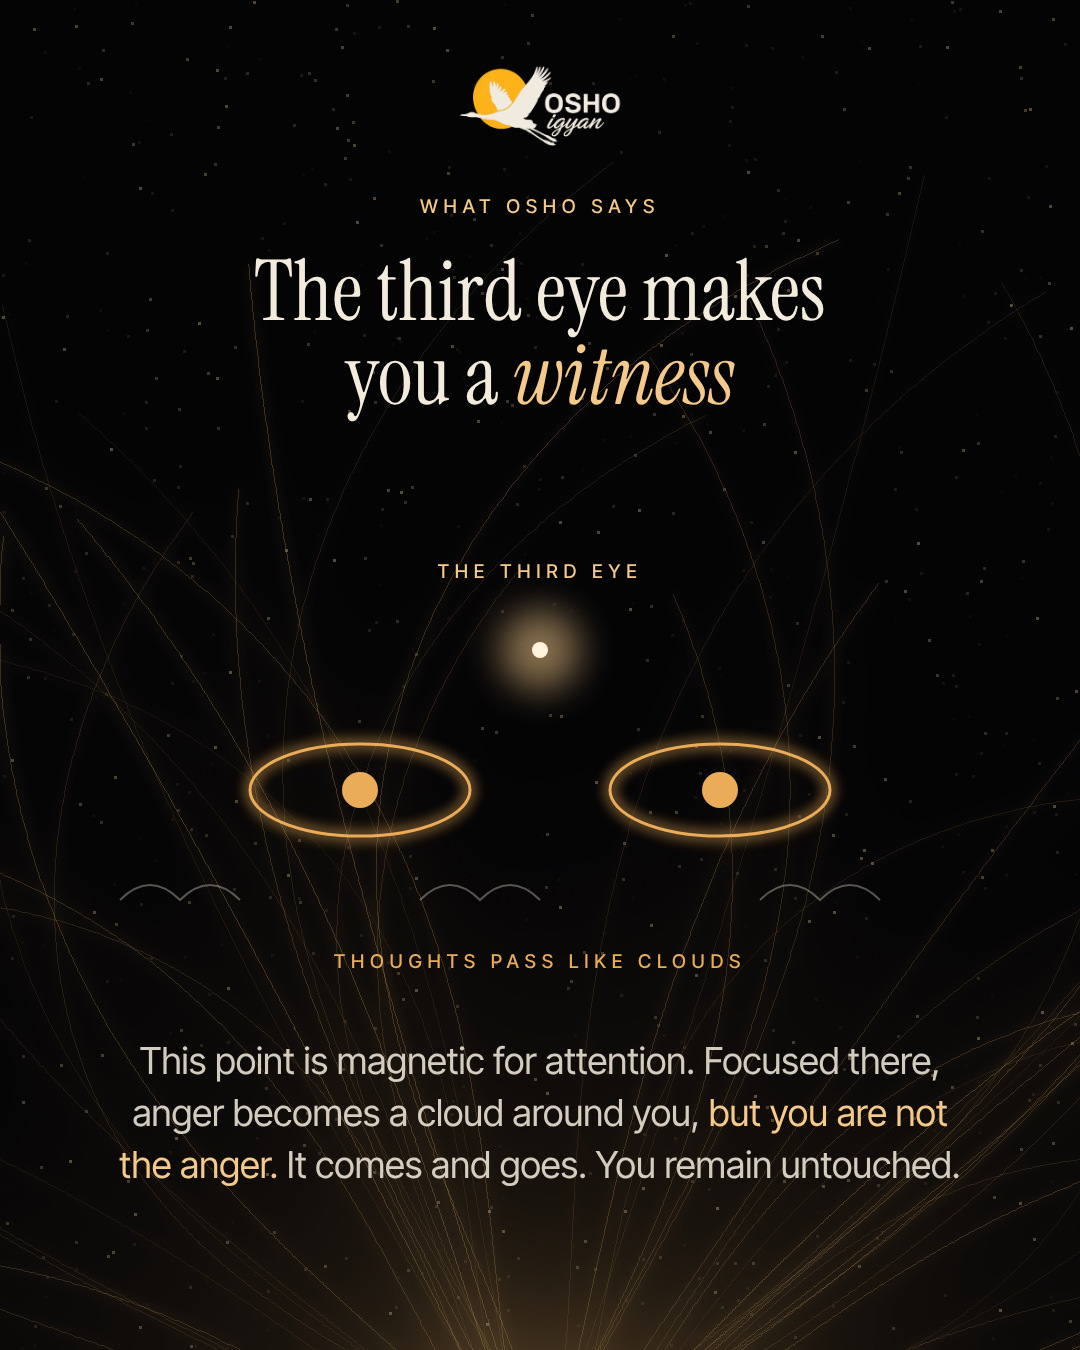 OSHO
igyan
WHAT OSHO SAYS
The third eye makes
you a witness
THE THIRD EYE
THOUGHTS PASS LIKE CLOUDS
This point is magnetic for attention. Focused there,
anger becomes a cloud around you, but you are not
the anger. It comes and goes. You remain untouched.